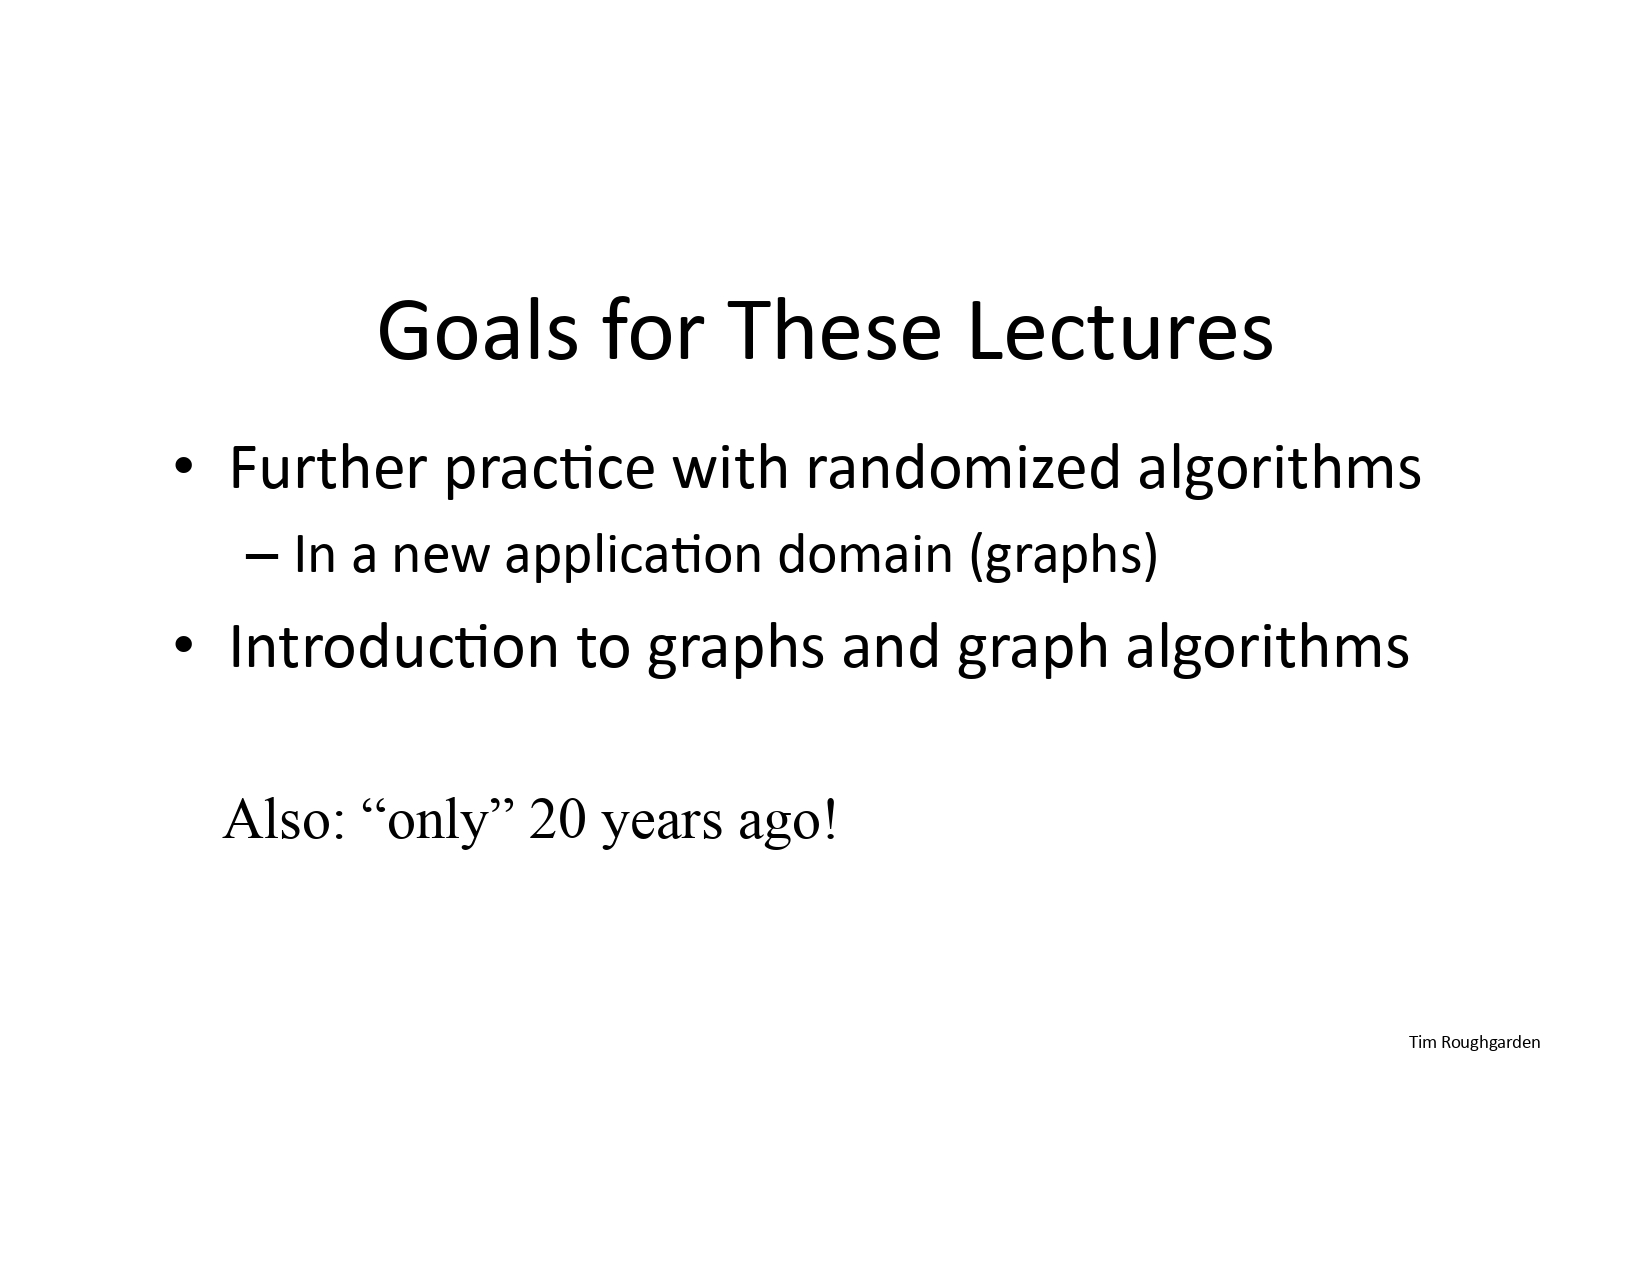 Goals for These Lectures
• Further practice with randomized algorithms
– In a new application domain (graphs)
• Introduction to graphs and graph algorithms
Also: “only” 20 years ago!
Tim Roughgarden